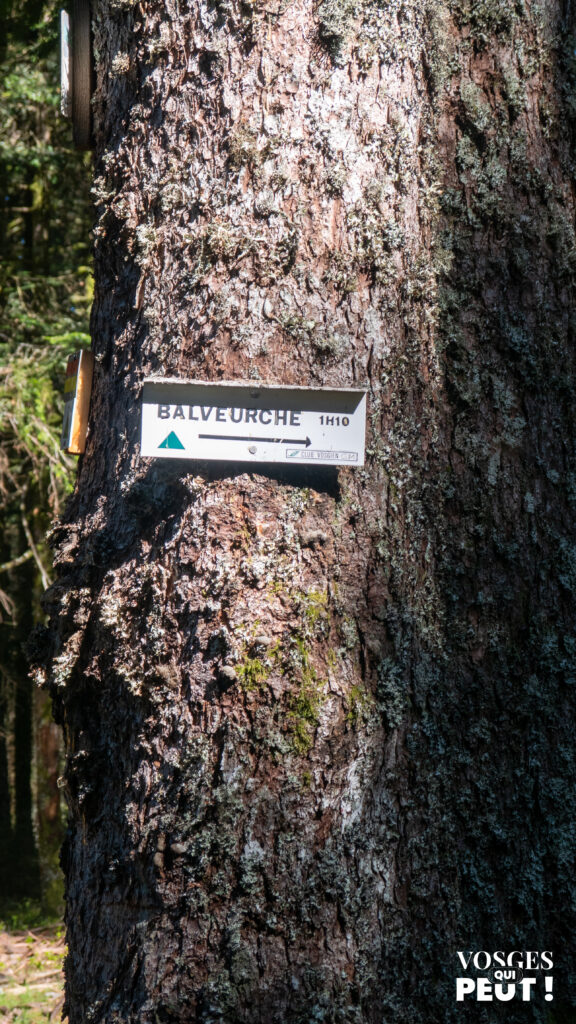 BALVEURCHE 1H10
CLUB VOSGIEN
VOSGES
QUI
PEUT !